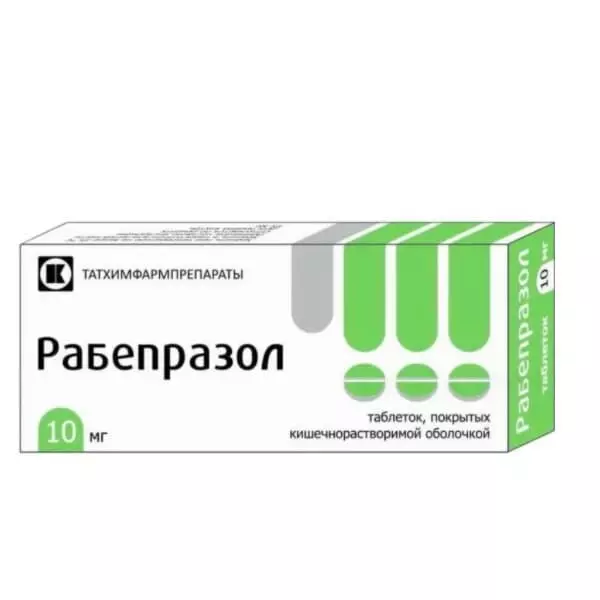 ТАТХИМФАРМПРЕПАРАТЫ
Рабепразол
10 мг
таблеток, покрытых
кишечнорастворимой оболочкой
Рабепразол
таблеток 10 мг